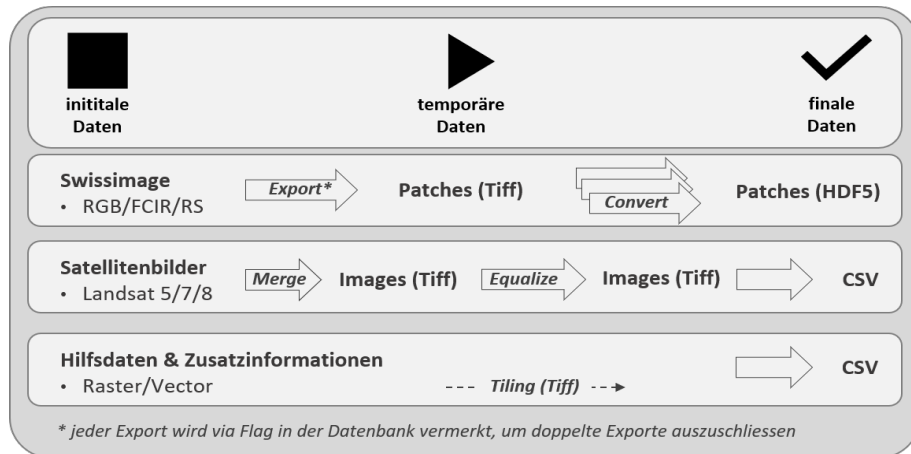 inititale
Daten
temporäre
Daten
finale
Daten
Swissimage
• RGB/FCIR/RS
Export*
Patches (Tiff)
Convert
Patches (HDF5)
Satellitenbilder
• Landsat 5/7/8
Merge
Images (Tiff)
Equalize
Images (Tiff)
CSV
Hilfsdaten & Zusatzinformationen
• Raster/Vector
Tiling (Tiff)
CSV
* jeder Export wird via Flag in der Datenbank vermerkt, um doppelte Exporte auszuschliessen